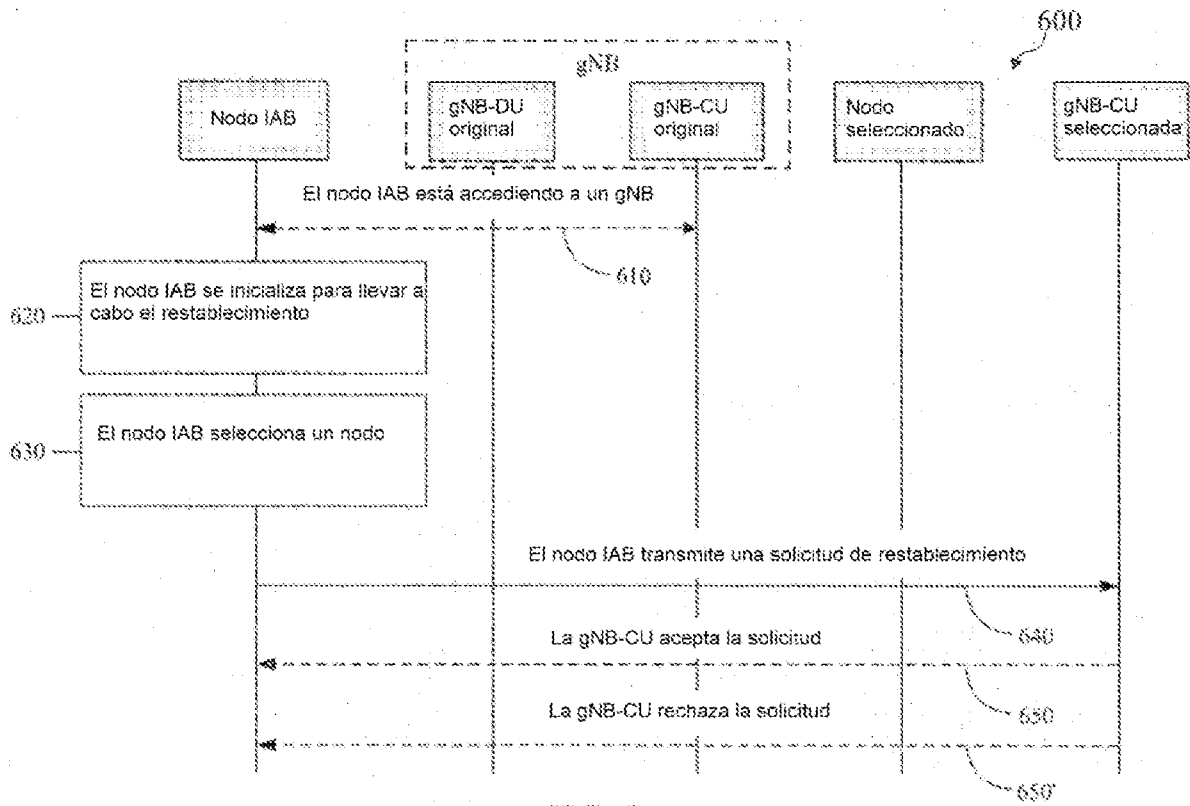 600
gNB
Nodo IAB
gNB-DU
original
gNB-CU
original
Nodo
seleccionado
gNB-CU
seleccionada
El nodo IAB está accediendo a un gNB
610
El nodo IAB se inicializa para llevar a
cabo el restablecimiento
620
El nodo IAB selecciona un nodo
630
El nodo IAB transmite una solicitud de restablecimiento
640
La gNB-CU acepta la solicitud
650
La gNB-CU rechaza la solicitud
650'